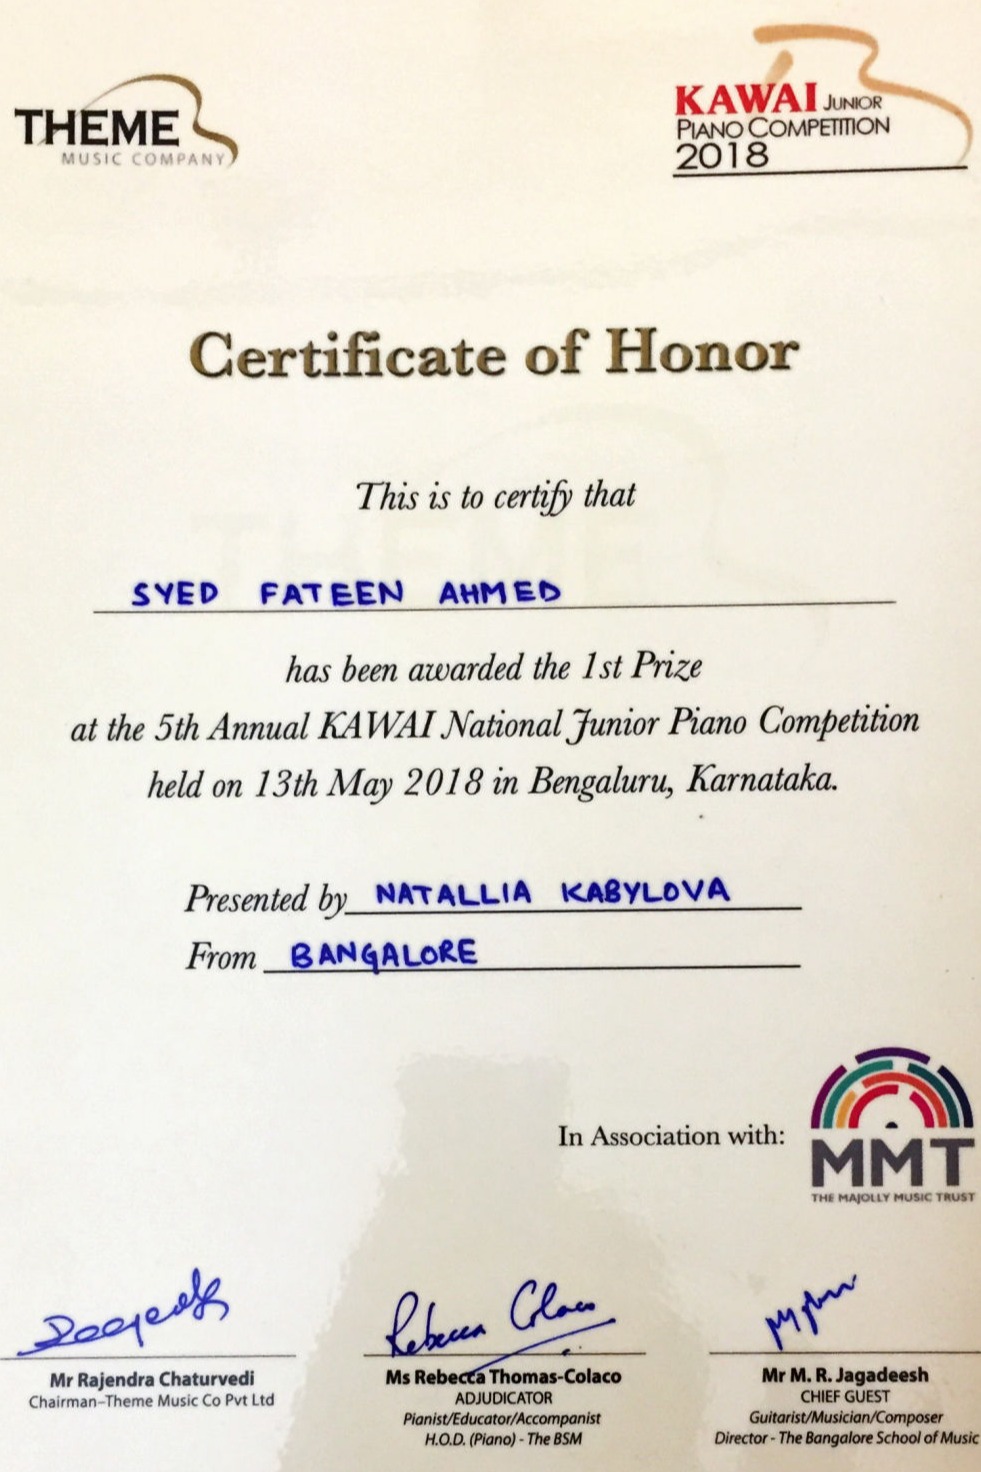 THEME
MUSIC COMPANY
KAWAI JUNIOR
PIANO COMPETITION
2018
Certificate of Honor
This is to certify that
SYED FATEEN AHMED
has been awarded the 1st Prize
at the 5th Annual KAWAI National Junior Piano Competition
held on 13th May 2018 in Bengaluru, Karnataka.
Presented by NATALLIA KABYLOVA
From BANGALORE
In Association with:
MMT
THE MAJOLLY MUSIC TRUST
Rebecca Colaco
Mr Rajendra Chaturvedi
Chairman–Theme Music Co Pvt Ltd
Ms Rebecca Thomas-Colaco
ADJUDICATOR
Pianist/Educator/Accompanist
H.O.D. (Piano) - The BSM
Mr M. R. Jagadeesh
CHIEF GUEST
Guitarist/Musician/Composer
Director - The Bangalore School of Music